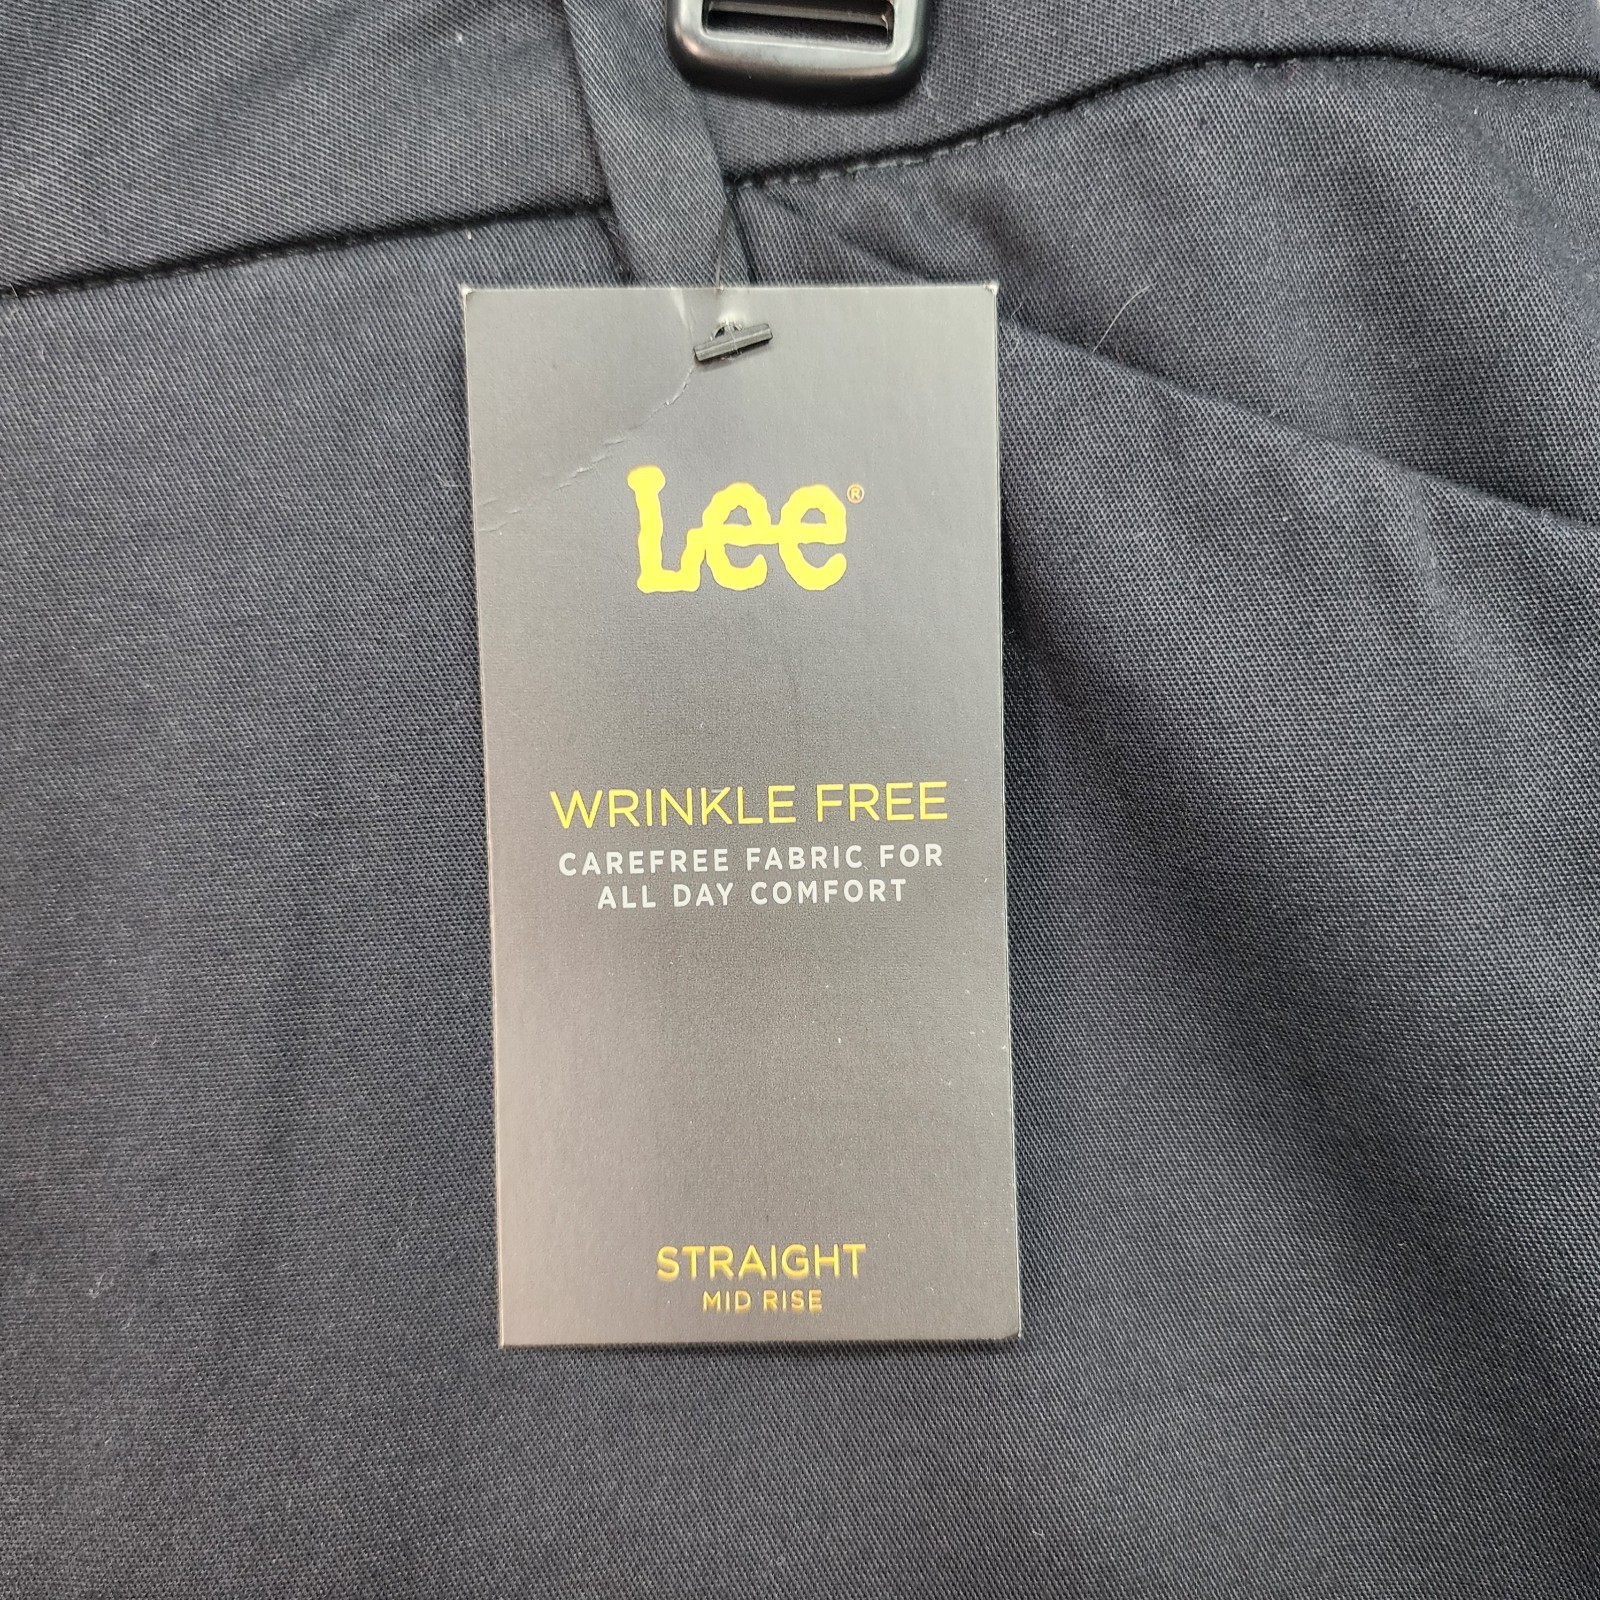 Lee®
WRINKLE FREE
CAREFREE FABRIC FOR
ALL DAY COMFORT
STRAIGHT
MID RISE